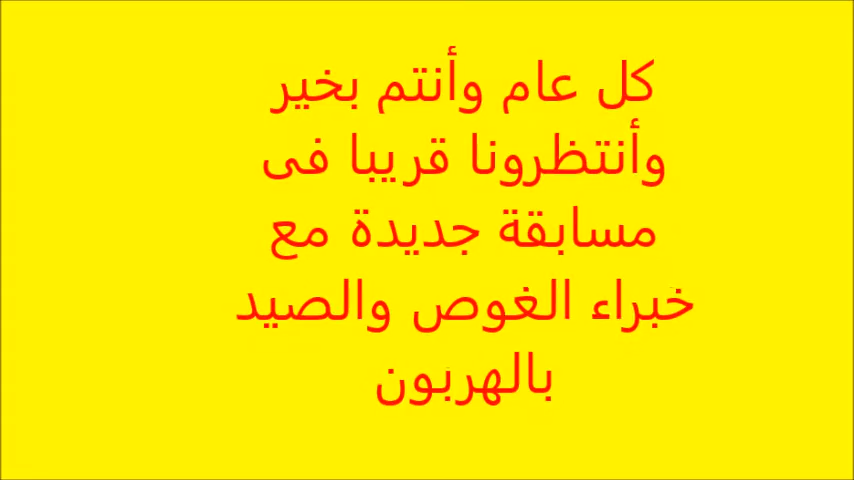 كل عام وأنتم بخير
وأنتظرونا قريبا فى
مسابقة جديدة مع
خبراء الغوص والصيد
بالهربون